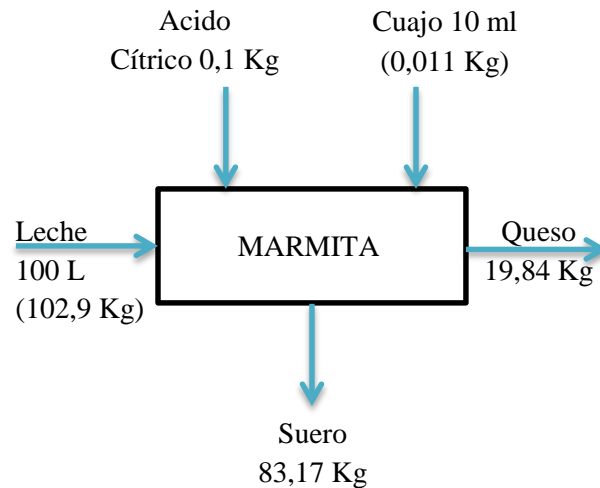 Acido
Cítrico 0,1 Kg
Cuajo 10 ml
(0,011 Kg)
Leche
100 L
(102,9 Kg)
MARMITA
Queso
19,84 Kg
Suero
83,17 Kg